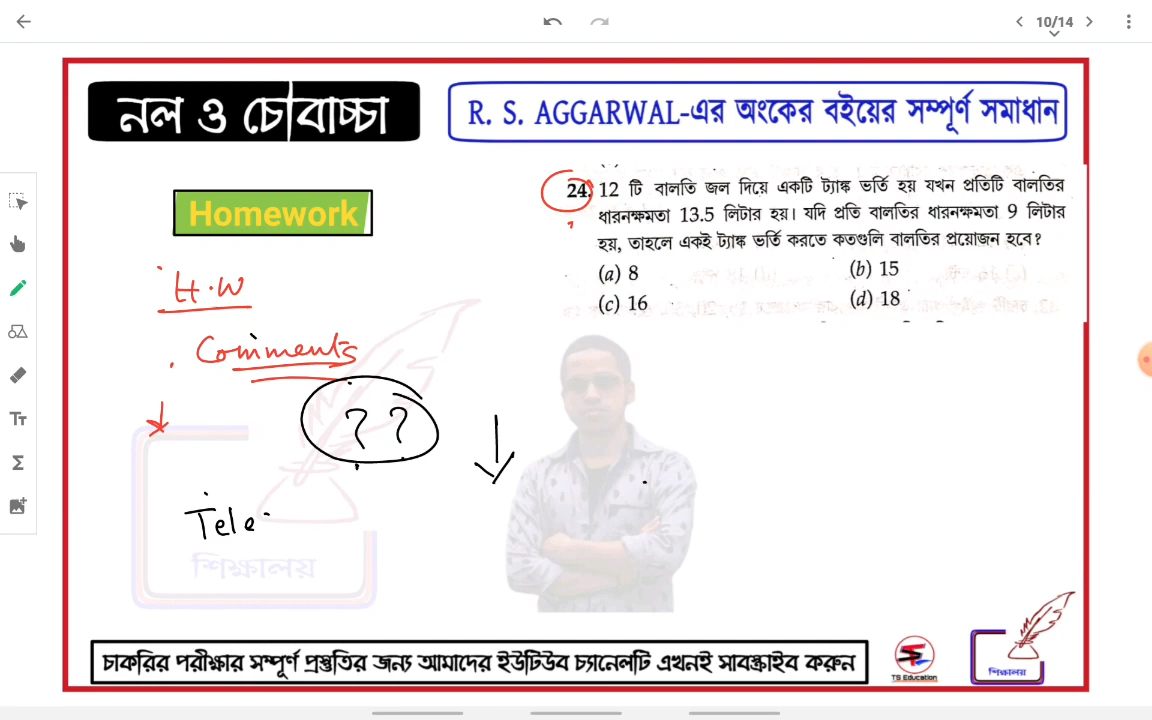 10/14
নল ও চৌবাচ্চা
R. S. AGGARWAL-এর অংকের বইয়ের সম্পূর্ণ সমাধান
Homework
H.W
Comments
??
Tele
24. 12 টি বালতি জল দিয়ে একটি ট্যাঙ্ক ভর্তি হয় যখন প্রতিটি বালতির
ধারনক্ষমতা 13.5 লিটার হয়। যদি প্রতি বালতির ধারনক্ষমতা 9 লিটার
হয়, তাহলে একই ট্যাঙ্ক ভর্তি করতে কতগুলি বালতির প্রয়োজন হবে?
(a) 8 (b) 15
(c) 16 (d) 18
শিক্ষালয়
চাকরির পরীক্ষার সম্পূর্ণ প্রস্তুতির জন্য আমাদের ইউটিউব চ্যানেলটি এখনই সাবস্ক্রাইব করুন
TS Education
শিক্ষালয়